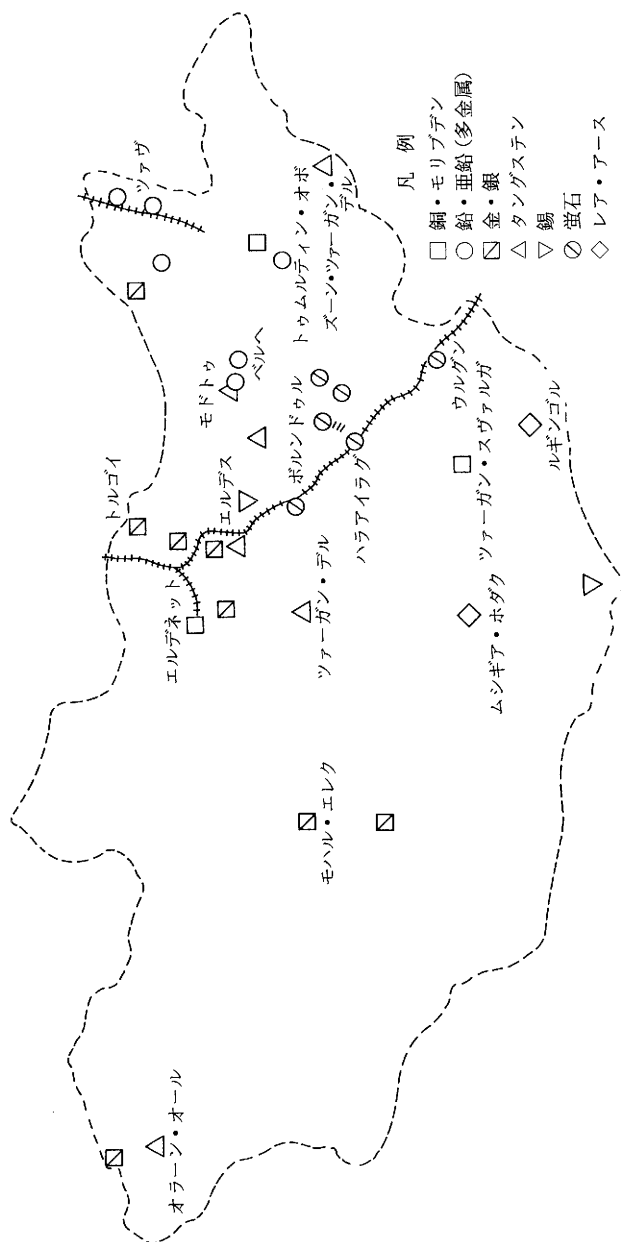 オラーン・オール
モハル・エレク
エルデネット
トルゴイ
エルデス
ツァーガン・デル
モドトゥ
ベルヘ
ツァヴ
トゥムルティン・オボ
ズーン・ツァーガン・デル
ボルンドゥル
ハラアイラグ
ウルグン
ツァーガン・スヴァルガ
ムシギア・ホダク
ルギンゴル
凡例
銅・モリブデン
鉛・亜鉛(多金属)
金・銀
タングステン
錫
蛍石
レア・アース